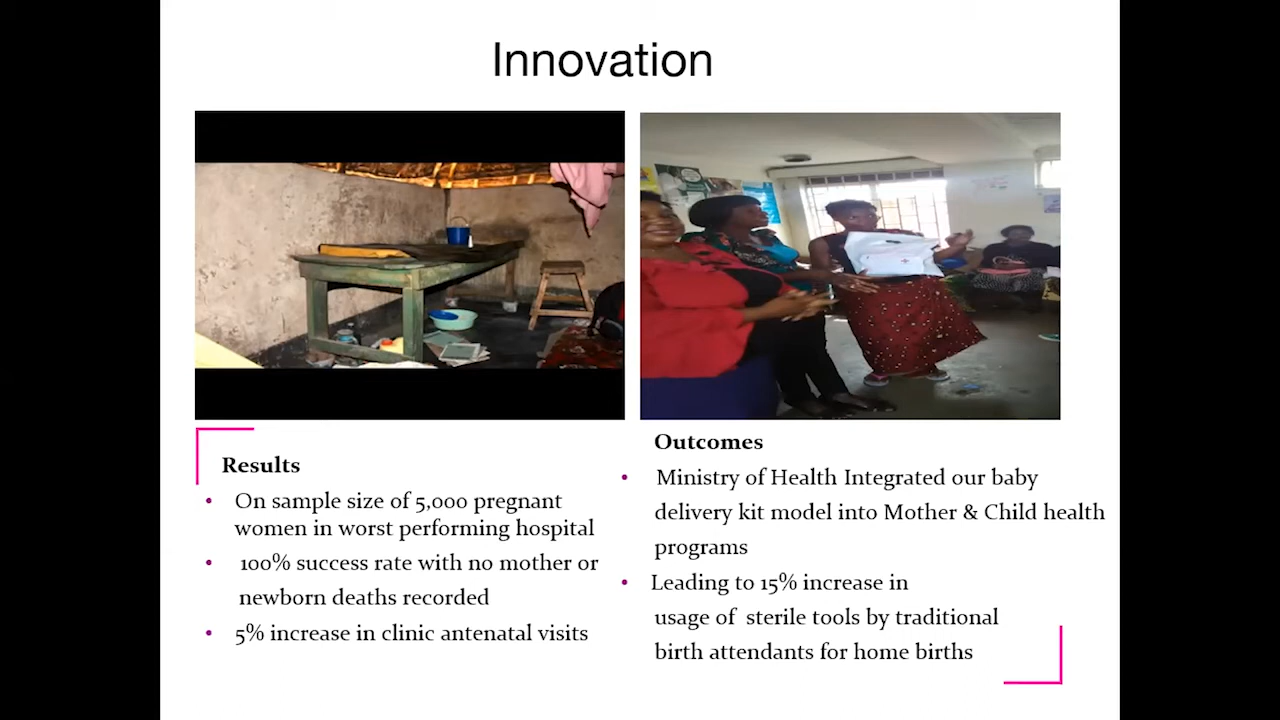 Innovation
Results
• On sample size of 5,000 pregnant
women in worst performing hospital
• 100% success rate with no mother or
newborn deaths recorded
• 5% increase in clinic antenatal visits
Outcomes
• Ministry of Health Integrated our baby
delivery kit model into Mother & Child health
programs
• Leading to 15% increase in
usage of sterile tools by traditional
birth attendants for home births